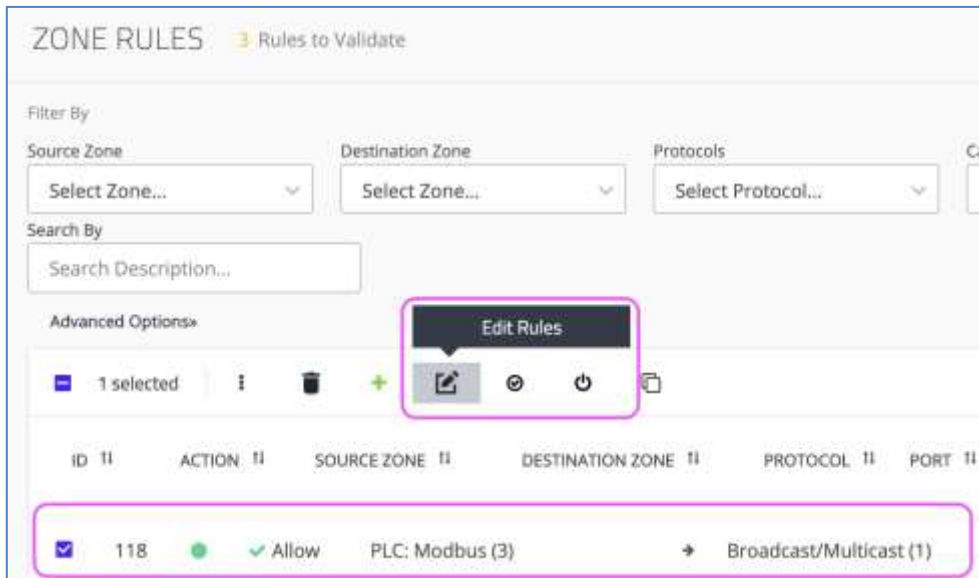 ZONE RULES 3 Rules to Validate
Filter By
Source Zone Destination Zone Protocols
Select Zone... Select Zone... Select Protocol...
Search By
Search Description...
Advanced Options»
Edit Rules
1 selected
ID ACTION SOURCE ZONE DESTINATION ZONE PROTOCOL PORT
118 Allow PLC: Modbus (3) → Broadcast/Multicast (1)